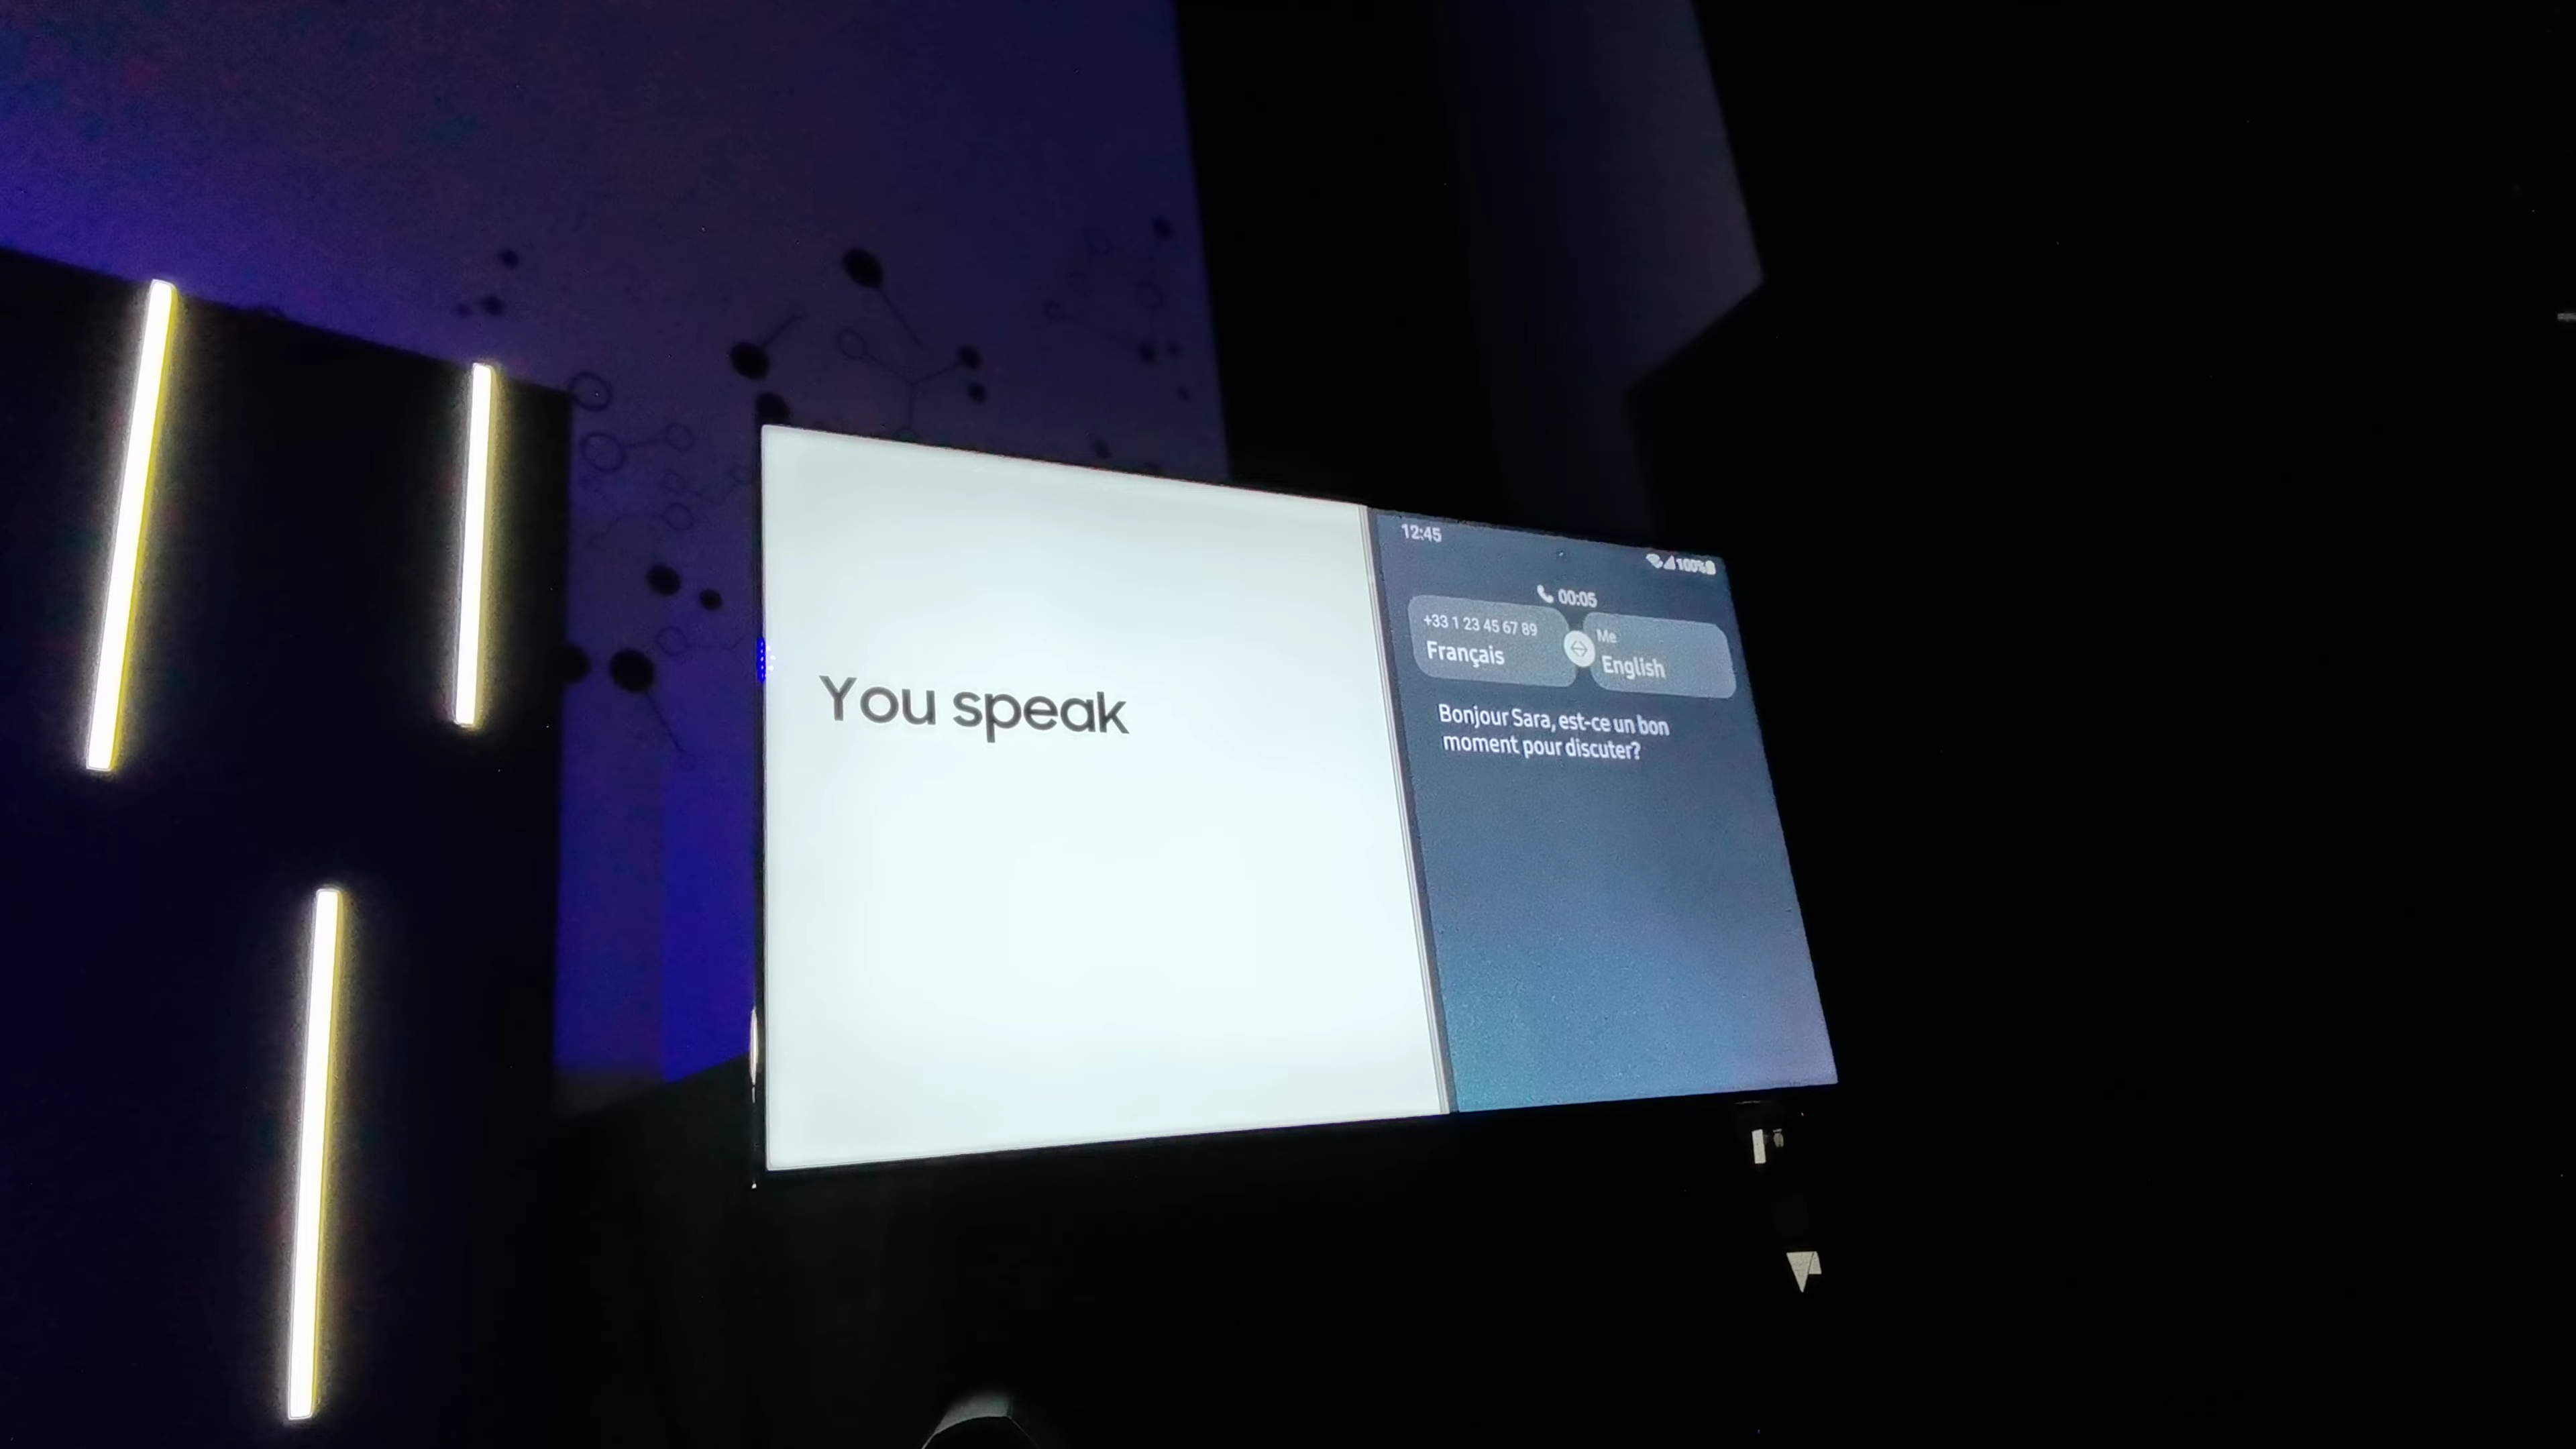 You speak
12:45
100%
00:05
+33 1 23 45 67 89
Français
Me
English
Bonjour Sara, est-ce un bon
moment pour discuter?